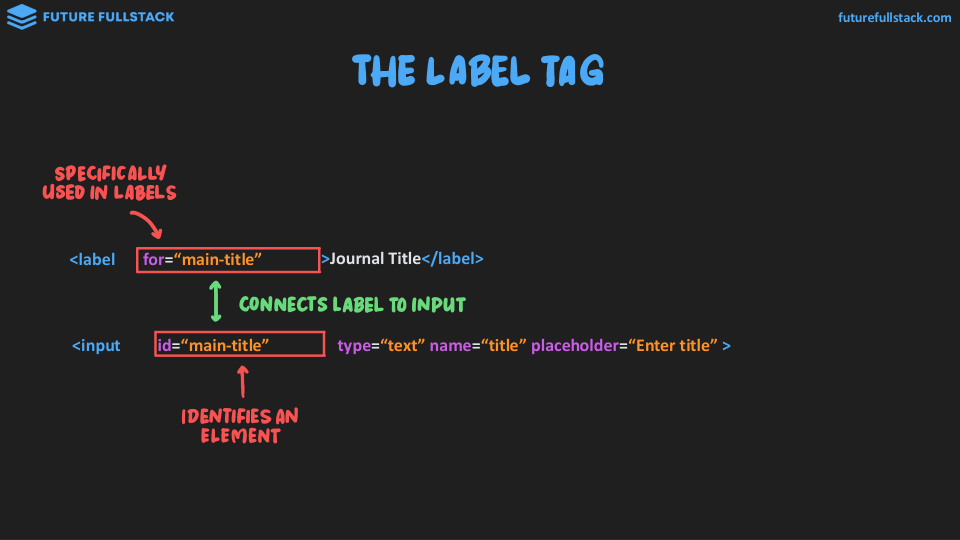 FUTURE FULLSTACK
futurefullstack.com
THE LABEL TAG
SPECIFICALLY
USED IN LABELS
<label for=“main-title” >Journal Title</label>
CONNECTS LABEL TO INPUT
<input id=“main-title” type=“text” name=“title” placeholder=“Enter title” >
IDENTIFIES AN
ELEMENT